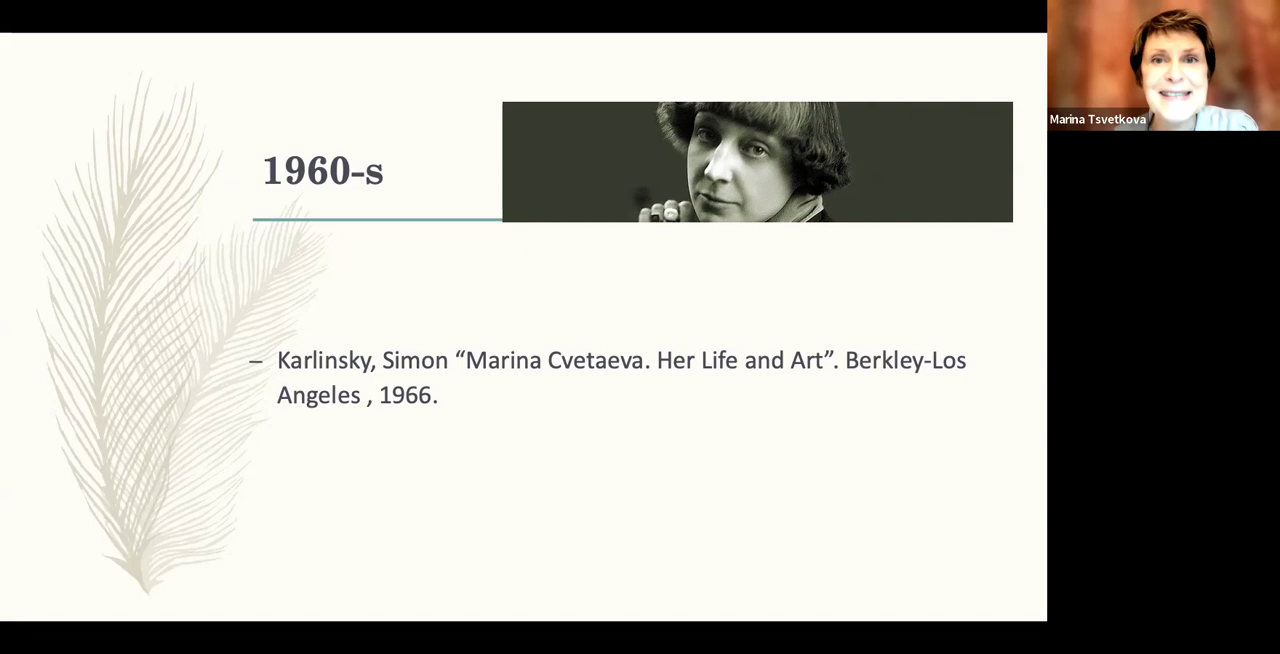 1960-s
– Karlinsky, Simon “Marina Cvetaeva. Her Life and Art”. Berkley-Los
Angeles , 1966.
Marina Tsvetkova